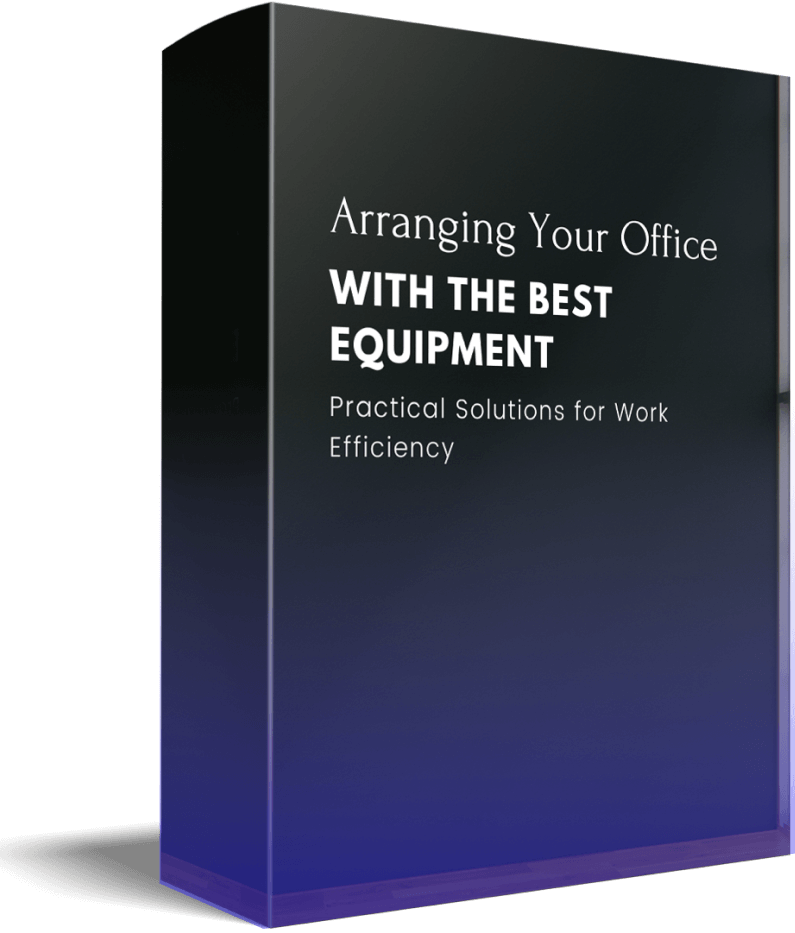 Arranging Your Office
WITH THE BEST
EQUIPMENT
Practical Solutions for Work
Efficiency